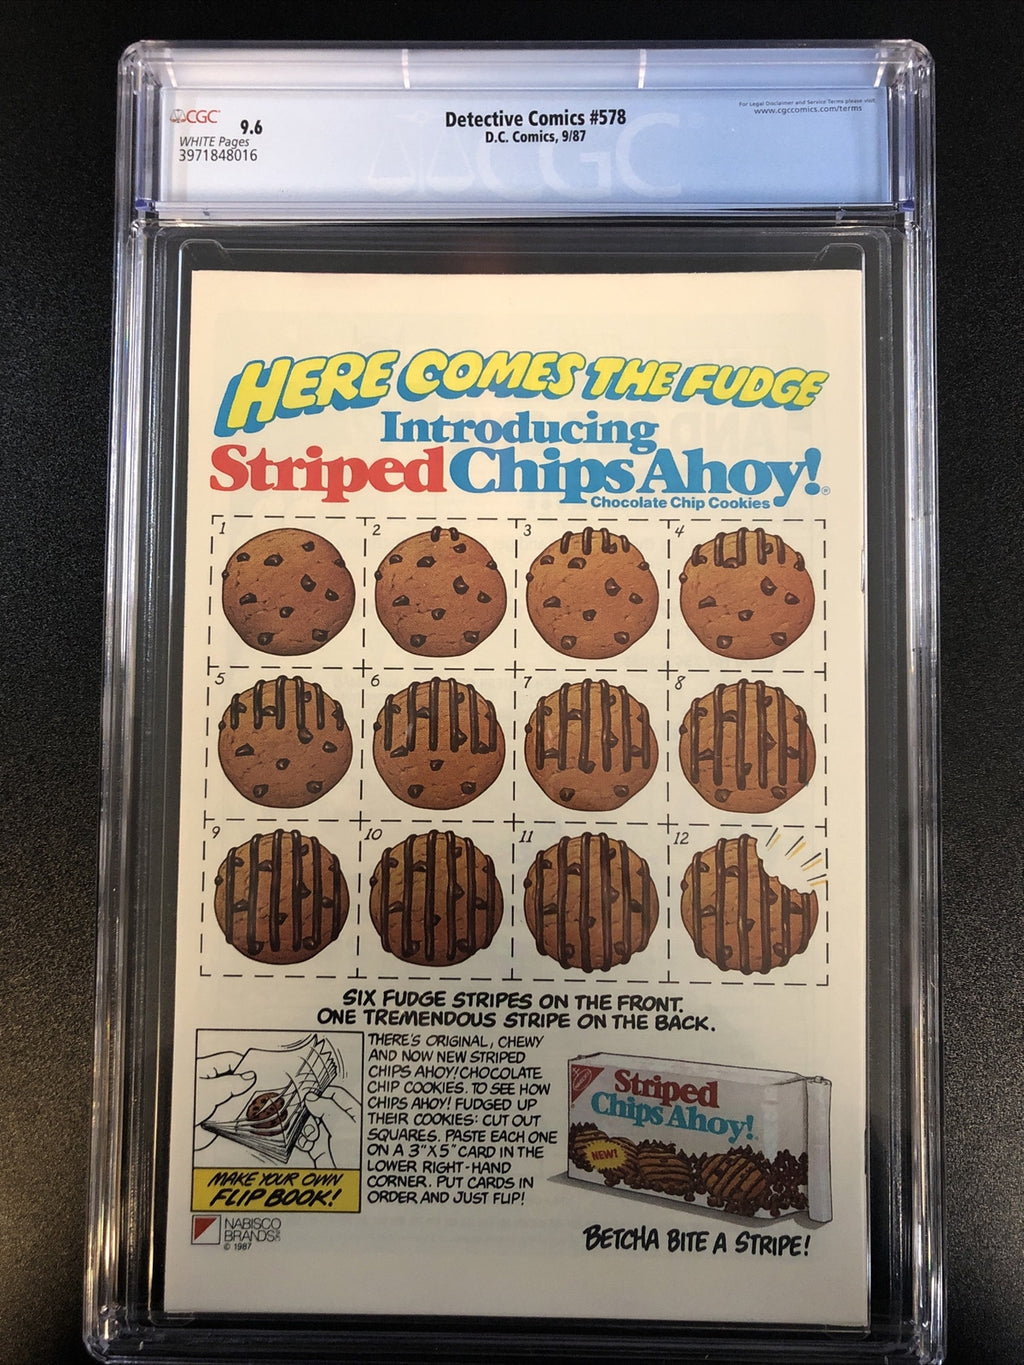 CGC
9.6
WHITE Pages
3971848016
Detective Comics #578
D.C. Comics, 9/87
For Legal Disclaimer and Service Terms please visit
www.cgccomics.com/terms
CGC
HERE COMES THE FUDGE
Introducing
Striped Chips Ahoy!®
Chocolate Chip Cookies
1 2 3 4
5 6 7 8
9 10 11 12
SIX FUDGE STRIPES ON THE FRONT.
ONE TREMENDOUS STRIPE ON THE BACK.
THERE'S ORIGINAL, CHEWY
AND NOW NEW STRIPED
CHIPS AHOY! CHOCOLATE
CHIP COOKIES. TO SEE HOW
CHIPS AHOY! FUDGED UP
THEIR COOKIES: CUT OUT
SQUARES. PASTE EACH ONE
ON A 3"X5" CARD IN THE
LOWER RIGHT-HAND
CORNER. PUT CARDS IN
ORDER AND JUST FLIP!
MAKE YOUR OWN
FLIP BOOK!
NABISCO
BRANDS
© 1987
Striped
Chips Ahoy!
NEW!
BETCHA BITE A STRIPE!